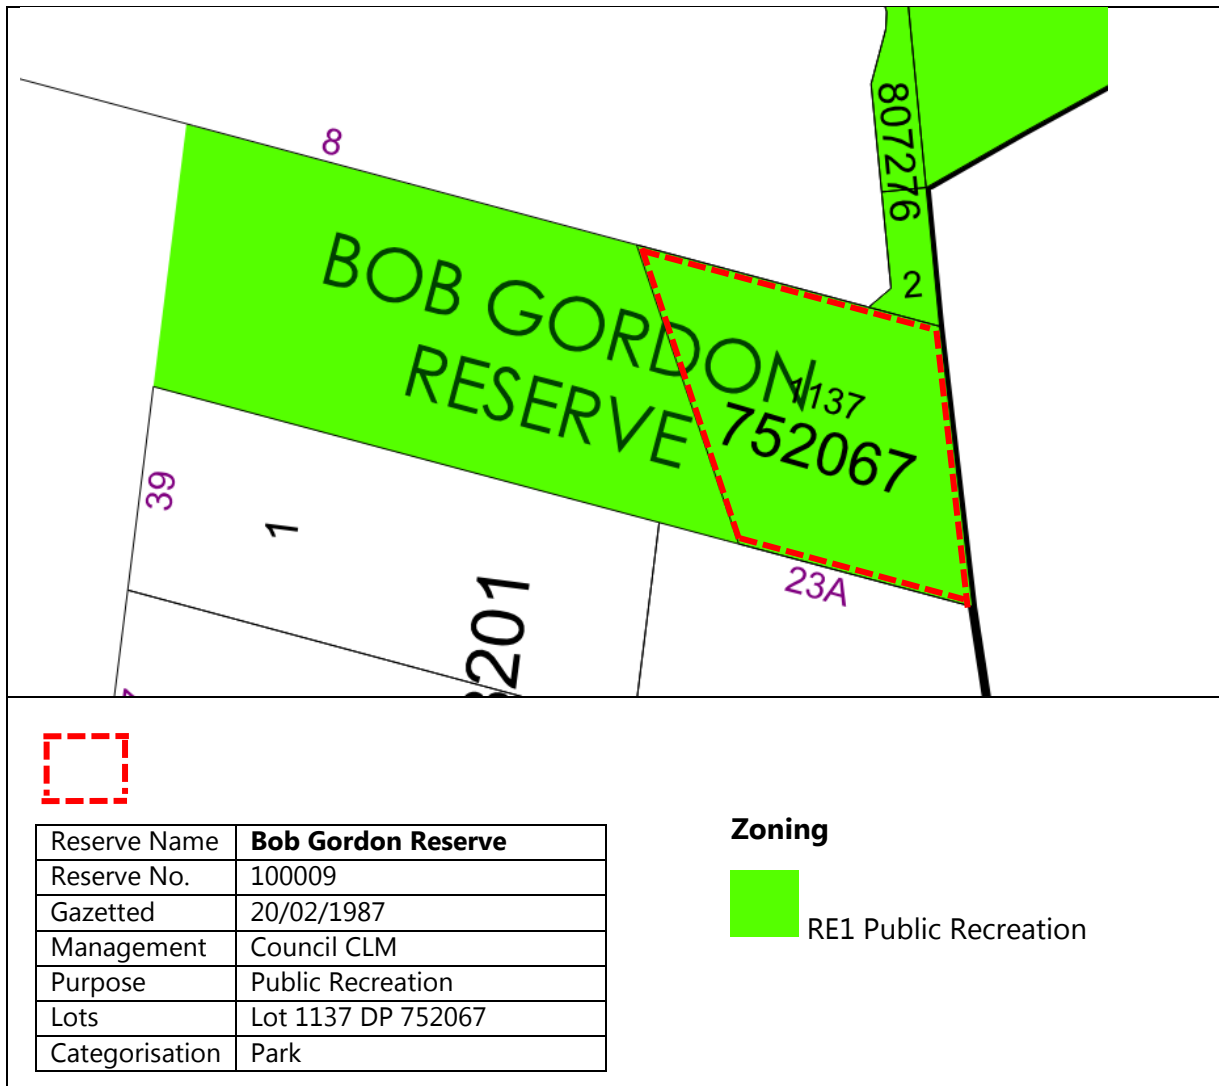 8
807276
2
BOB GORDON
RESERVE
1137
752067
39
1
23A
201
Reserve Name Bob Gordon Reserve
Reserve No. 100009
Gazetted 20/02/1987
Management Council CLM
Purpose Public Recreation
Lots Lot 1137 DP 752067
Categorisation Park
Zoning
RE1 Public Recreation